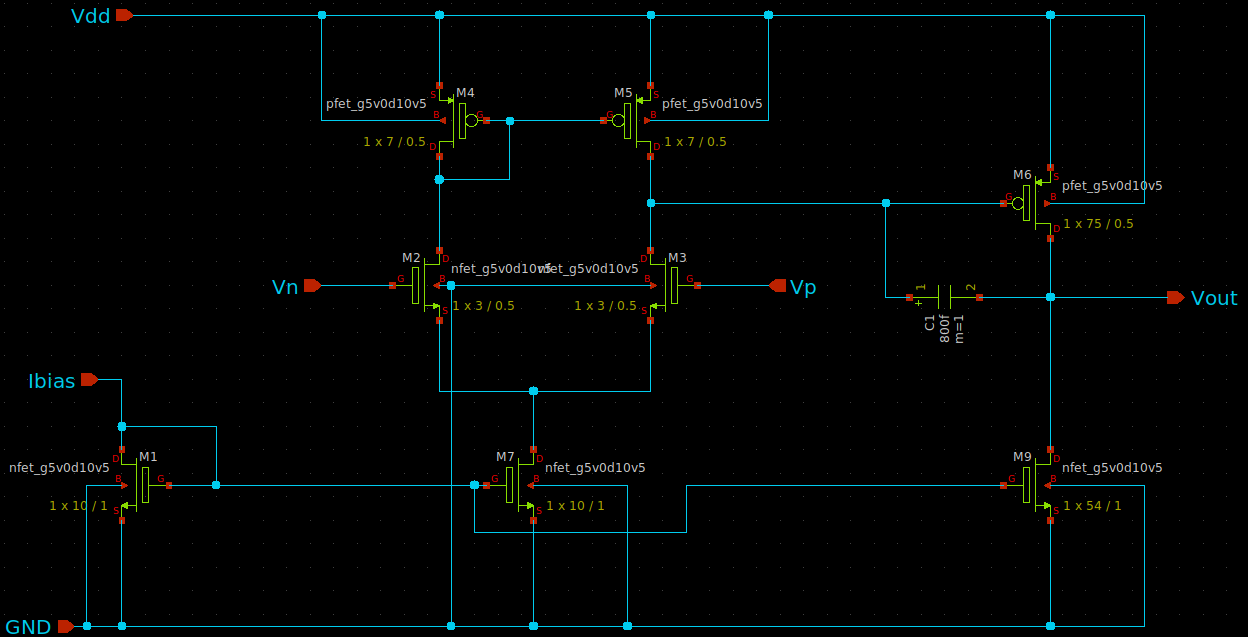 Vdd
M4
M5
S
S
pfet_g5v0d10v5
pfet_g5v0d10v5
B
G
G
B
1 x 7 / 0.5
D
D
1 x 7 / 0.5
M6
S
pfet_g5v0d10v5
G
B
1 x 75 / 0.5
D
M2
M3
D
D
nfet_g5v0d10v5
nfet_g5v0d10v5
Vn
G
B
B
G
Vp
1 x 3 / 0.5
1 x 3 / 0.5
S
S
1
2
+
C1
800f
m=1
Vout
Ibias
M1
M7
M9
D
D
D
nfet_g5v0d10v5
nfet_g5v0d10v5
nfet_g5v0d10v5
B
G
G
B
G
B
1 x 10 / 1
S
S
1 x 10 / 1
S
1 x 54 / 1
GND